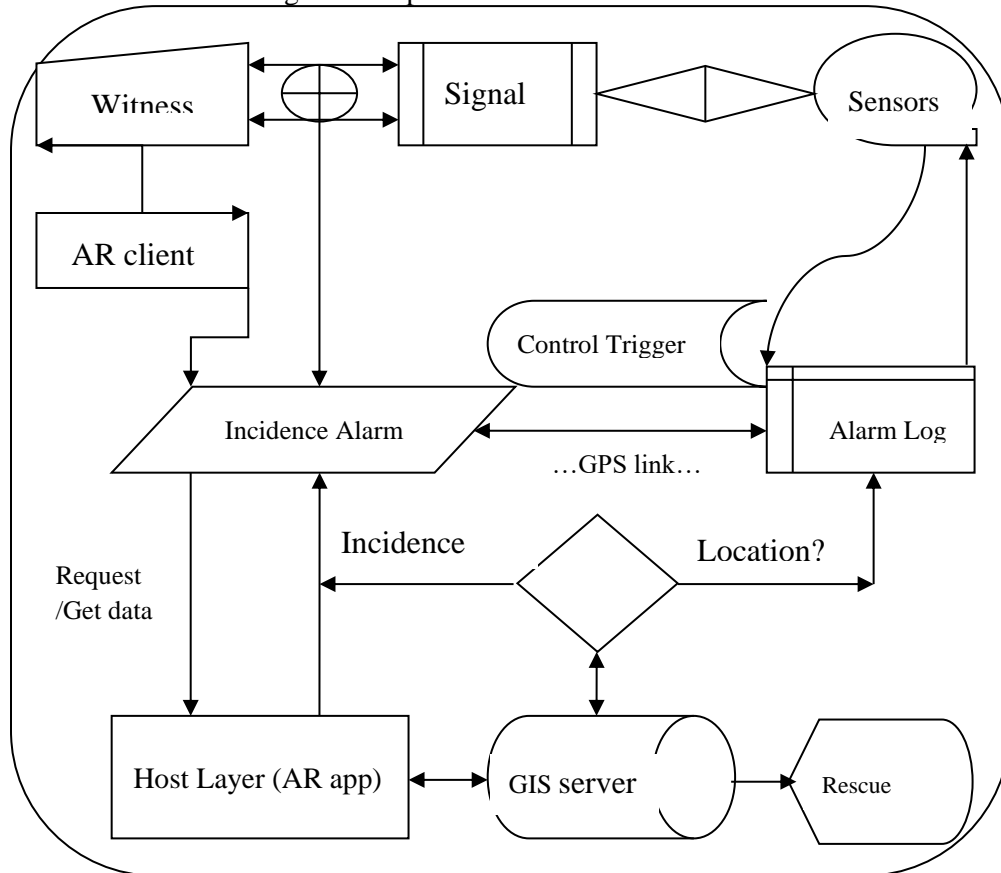 Witness
Signal
Sensors
AR client
Control Trigger
Incidence Alarm
Alarm Log
…GPS link…
Incidence
Location?
Request
/Get data
Host Layer (AR app)
GIS server
Rescue